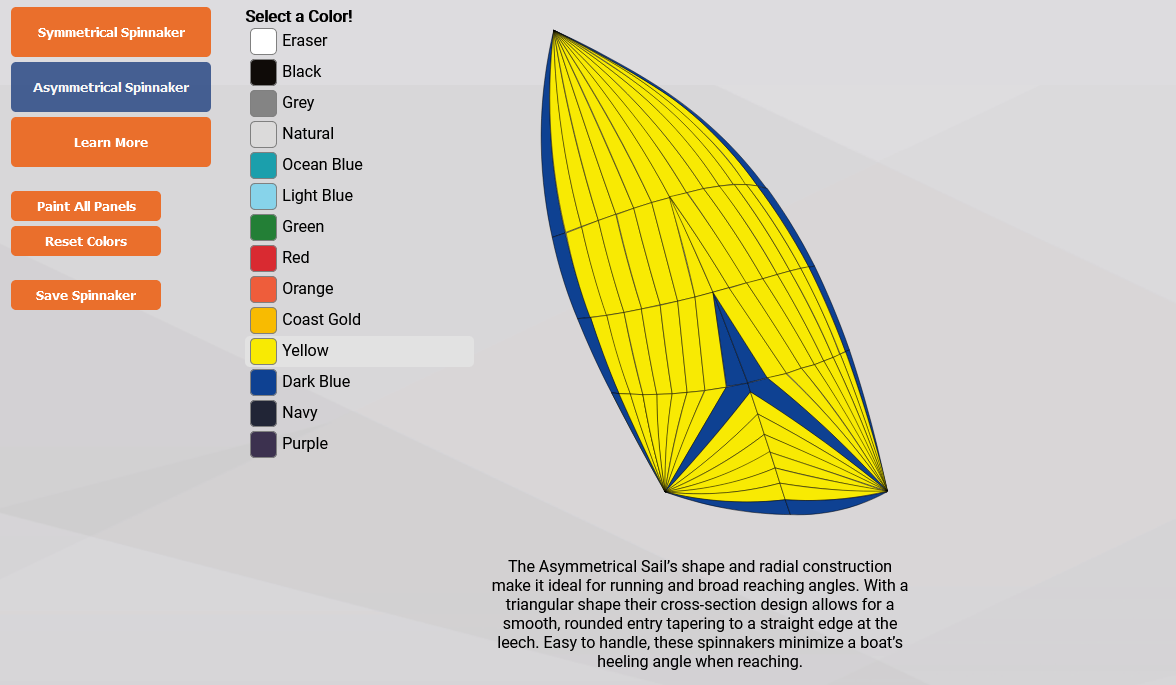 Symmetrical Spinnaker
Asymmetrical Spinnaker
Learn More
Paint All Panels
Reset Colors
Save Spinnaker
Select a Color!
Eraser
Black
Grey
Natural
Ocean Blue
Light Blue
Green
Red
Orange
Coast Gold
Yellow
Dark Blue
Navy
Purple
The Asymmetrical Sail’s shape and radial construction
make it ideal for running and broad reaching angles. With a
triangular shape their cross-section design allows for a
smooth, rounded entry tapering to a straight edge at the
leech. Easy to handle, these spinnakers minimize a boat’s
heeling angle when reaching.